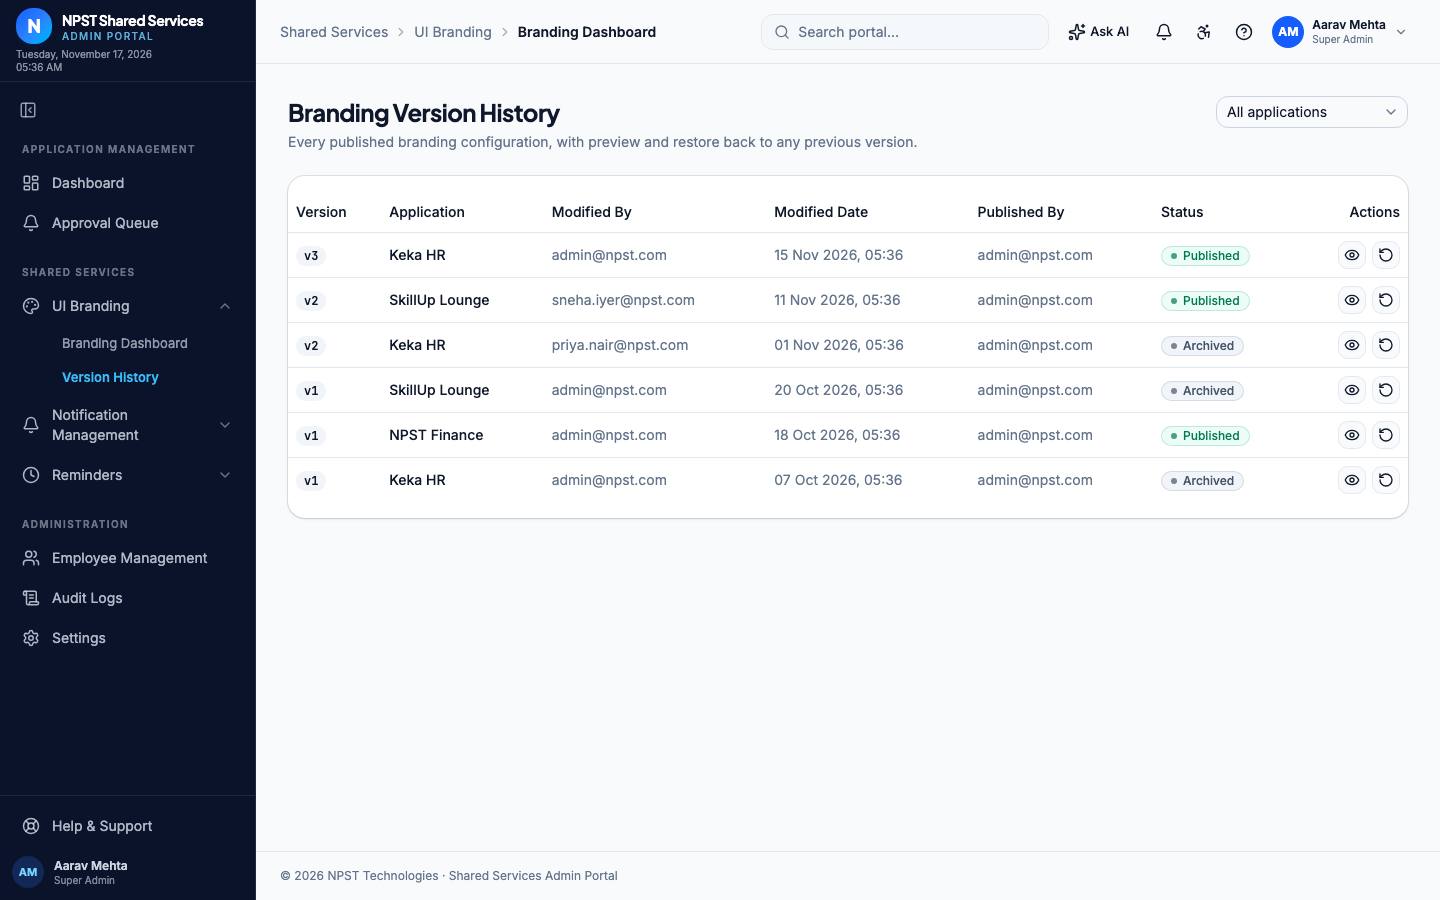 N
NPST Shared Services
ADMIN PORTAL
Tuesday, November 17, 2026
05:36 AM
APPLICATION MANAGEMENT
Dashboard
Approval Queue
SHARED SERVICES
UI Branding
Branding Dashboard
Version History
Notification
Management
Reminders
ADMINISTRATION
Employee Management
Audit Logs
Settings
Help & Support
AM
Aarav Mehta
Super Admin
Shared Services > UI Branding > Branding Dashboard
Search portal...
Ask AI
AM
Aarav Mehta
Super Admin
Branding Version History
Every published branding configuration, with preview and restore back to any previous version.
All applications
Version Application Modified By Modified Date Published By Status Actions
v3 Keka HR admin@npst.com 15 Nov 2026, 05:36 admin@npst.com Published
v2 SkillUp Lounge sneha.iyer@npst.com 11 Nov 2026, 05:36 admin@npst.com Published
v2 Keka HR priya.nair@npst.com 01 Nov 2026, 05:36 admin@npst.com Archived
v1 SkillUp Lounge admin@npst.com 20 Oct 2026, 05:36 admin@npst.com Archived
v1 NPST Finance admin@npst.com 18 Oct 2026, 05:36 admin@npst.com Published
v1 Keka HR admin@npst.com 07 Oct 2026, 05:36 admin@npst.com Archived
© 2026 NPST Technologies · Shared Services Admin Portal